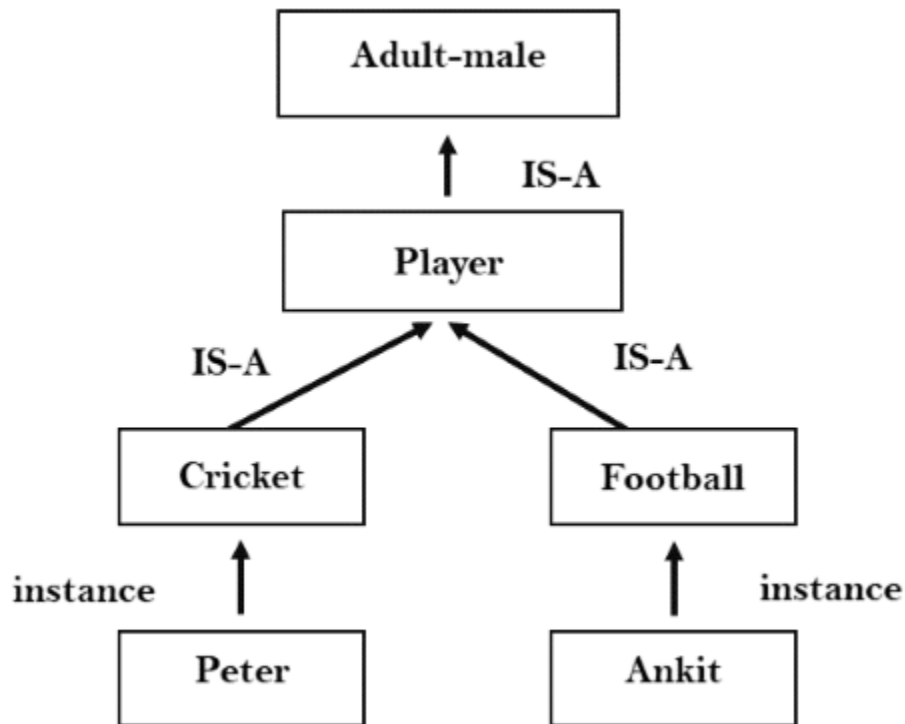 Adult-male
IS-A
Player
IS-A
IS-A
Cricket
Football
instance
instance
Peter
Ankit